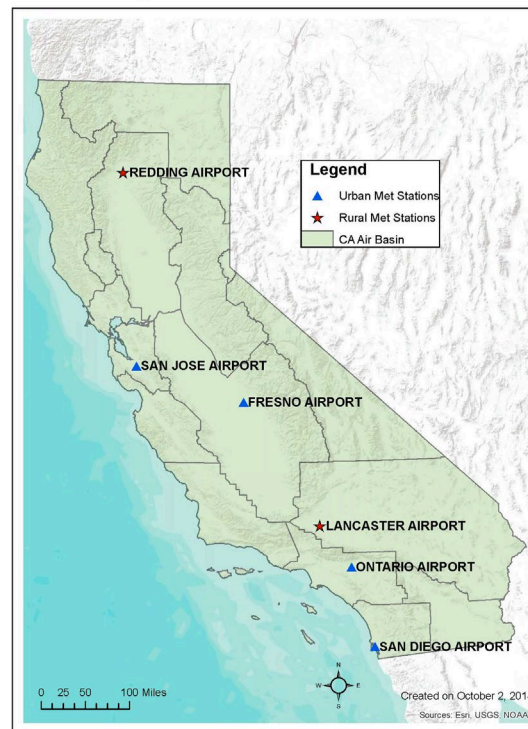 REDDING AIRPORT
Legend
Urban Met Stations
Rural Met Stations
CA Air Basin
SAN JOSE AIRPORT
FRESNO AIRPORT
LANCASTER AIRPORT
ONTARIO AIRPORT
SAN DIEGO AIRPORT
N
W E
S
0 25 50 100 Miles
Created on October 2, 201
Sources: Esri, USGS, NOAA